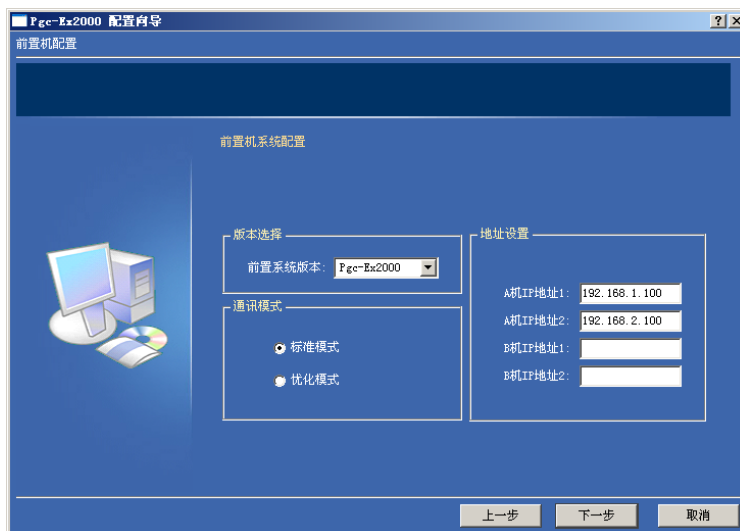 Pgc-Ex2000 配置向导
前置机配置
前置机系统配置
版本选择
前置系统版本: Pgc-Ex2000
通讯模式
标准模式
优化模式
地址设置
A机IP地址1: 192.168.1.100
A机IP地址2: 192.168.2.100
B机IP地址1:
B机IP地址2:
上一步 下一步 取消